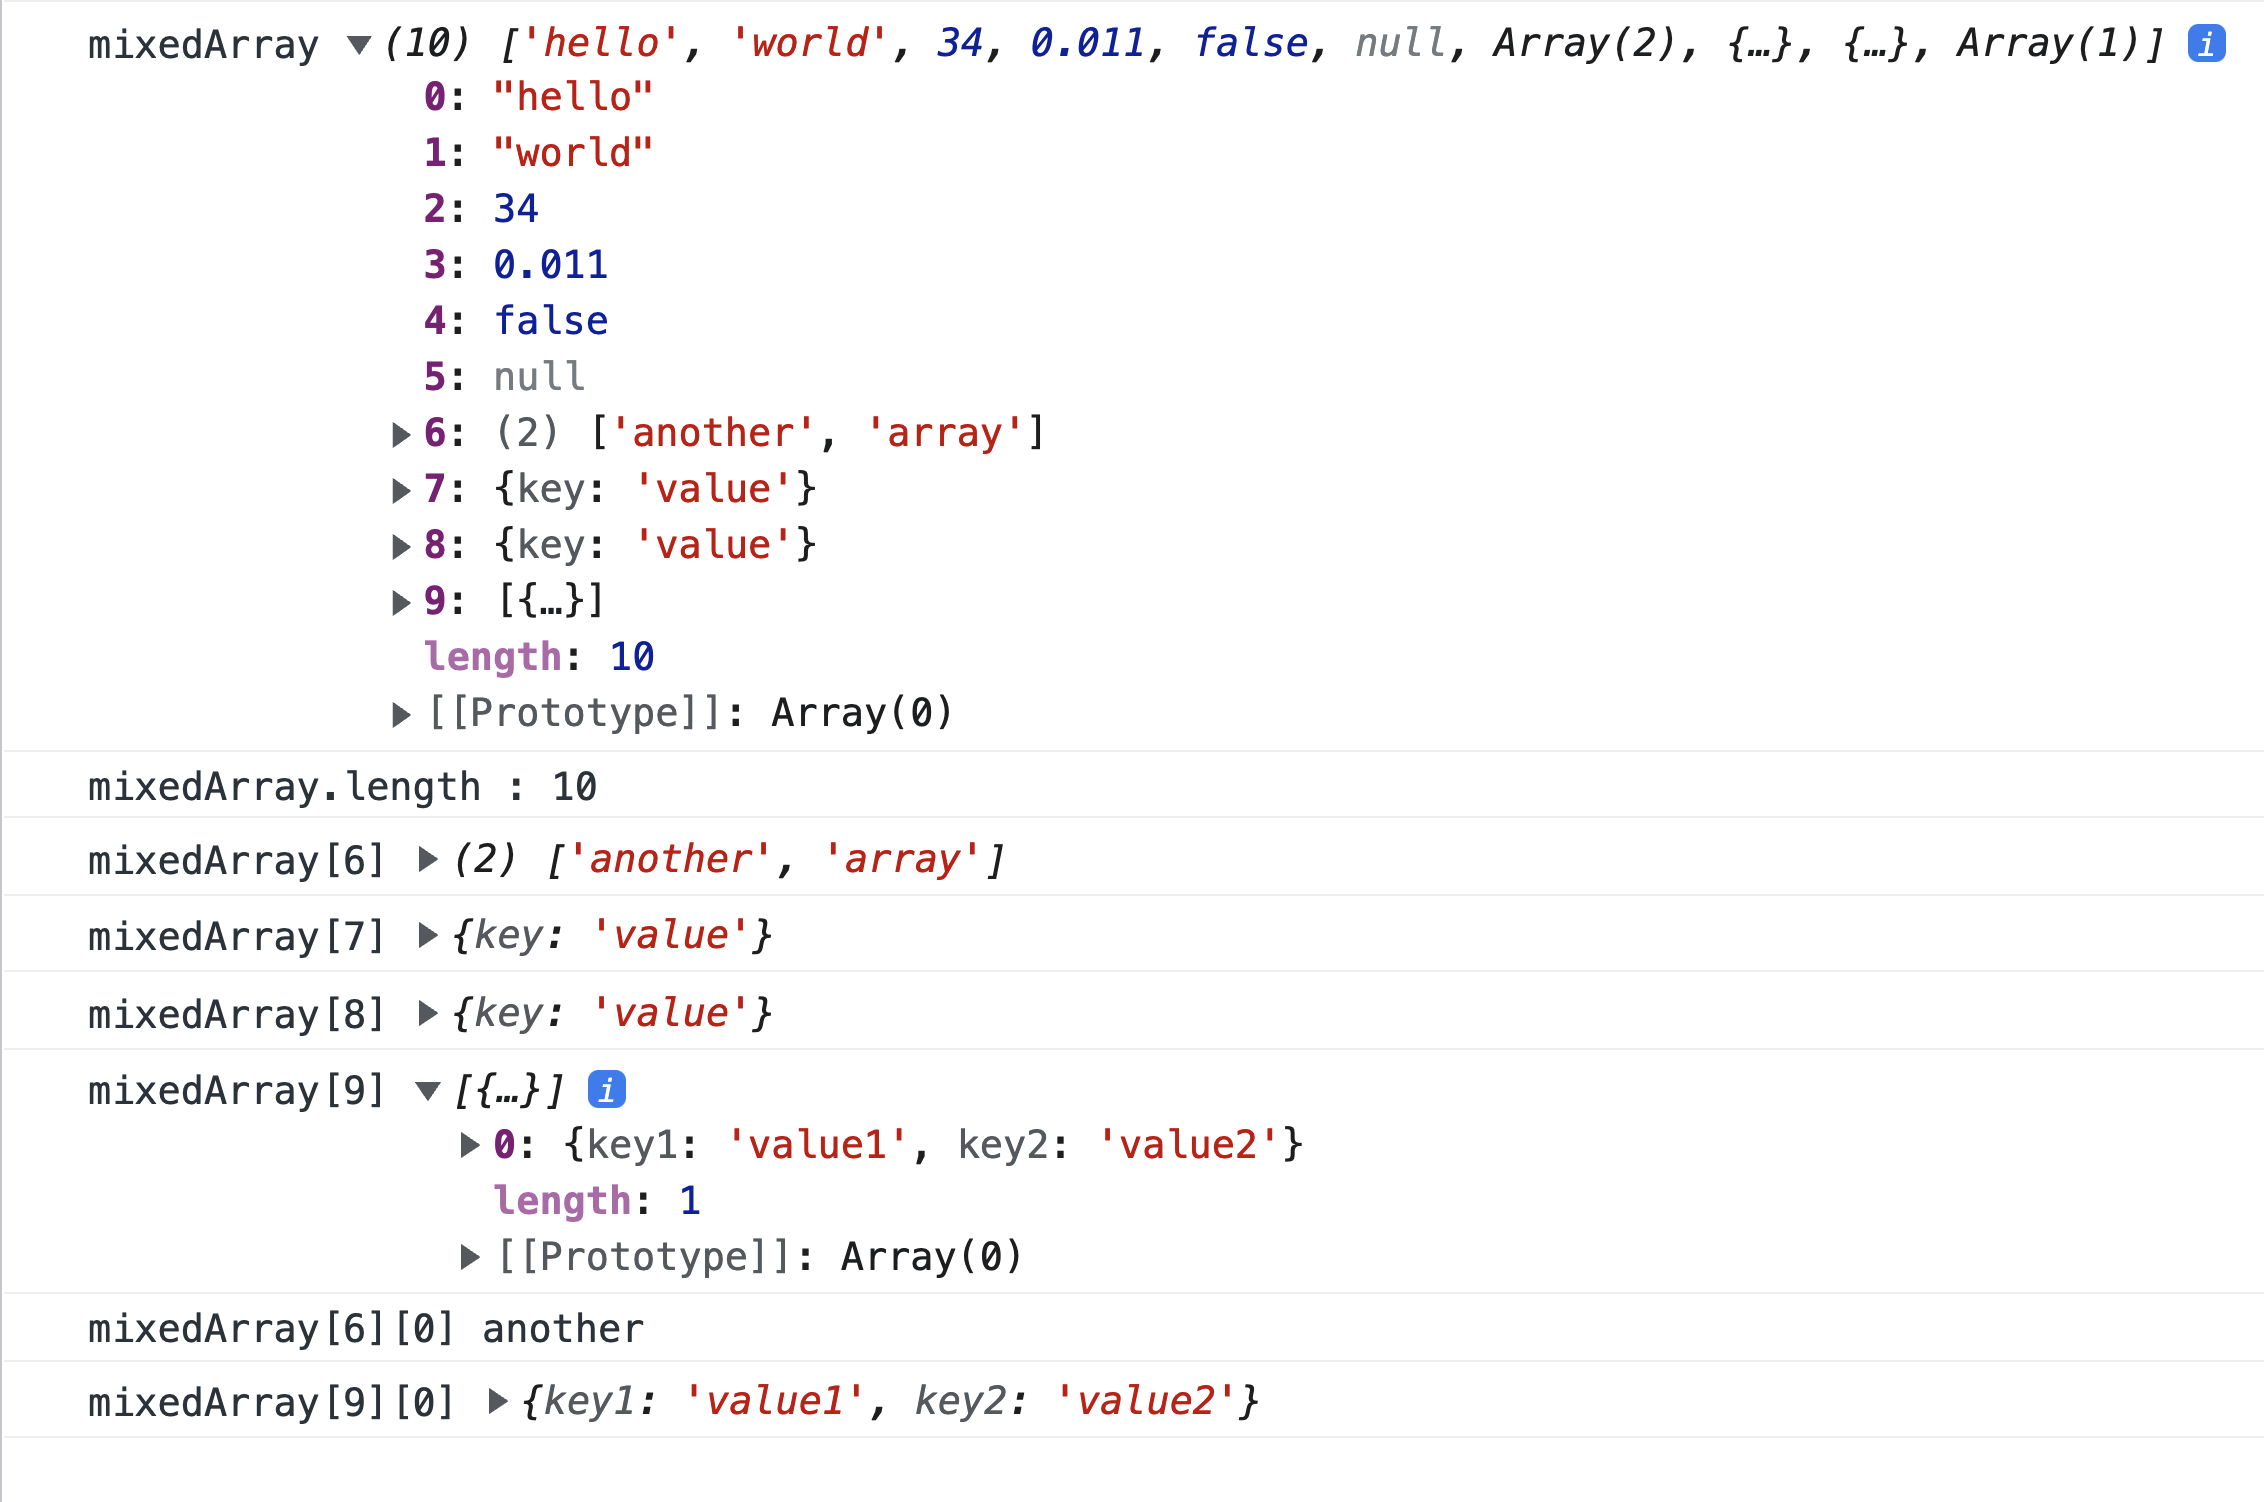 mixedArray ▼(10) ['hello', 'world', 34, 0.011, false, null, Array(2), {…}, {…}, Array(1)] i
0: "hello"
1: "world"
2: 34
3: 0.011
4: false
5: null
▶6: (2) ['another', 'array']
▶7: {key: 'value'}
▶8: {key: 'value'}
▶9: [{…}]
length: 10
▶[[Prototype]]: Array(0)
mixedArray.length : 10
mixedArray[6] ▶(2) ['another', 'array']
mixedArray[7] ▶{key: 'value'}
mixedArray[8] ▶{key: 'value'}
mixedArray[9] ▼[{…}] i
▶0: {key1: 'value1', key2: 'value2'}
length: 1
▶[[Prototype]]: Array(0)
mixedArray[6][0] another
mixedArray[9][0] ▶{key1: 'value1', key2: 'value2'}